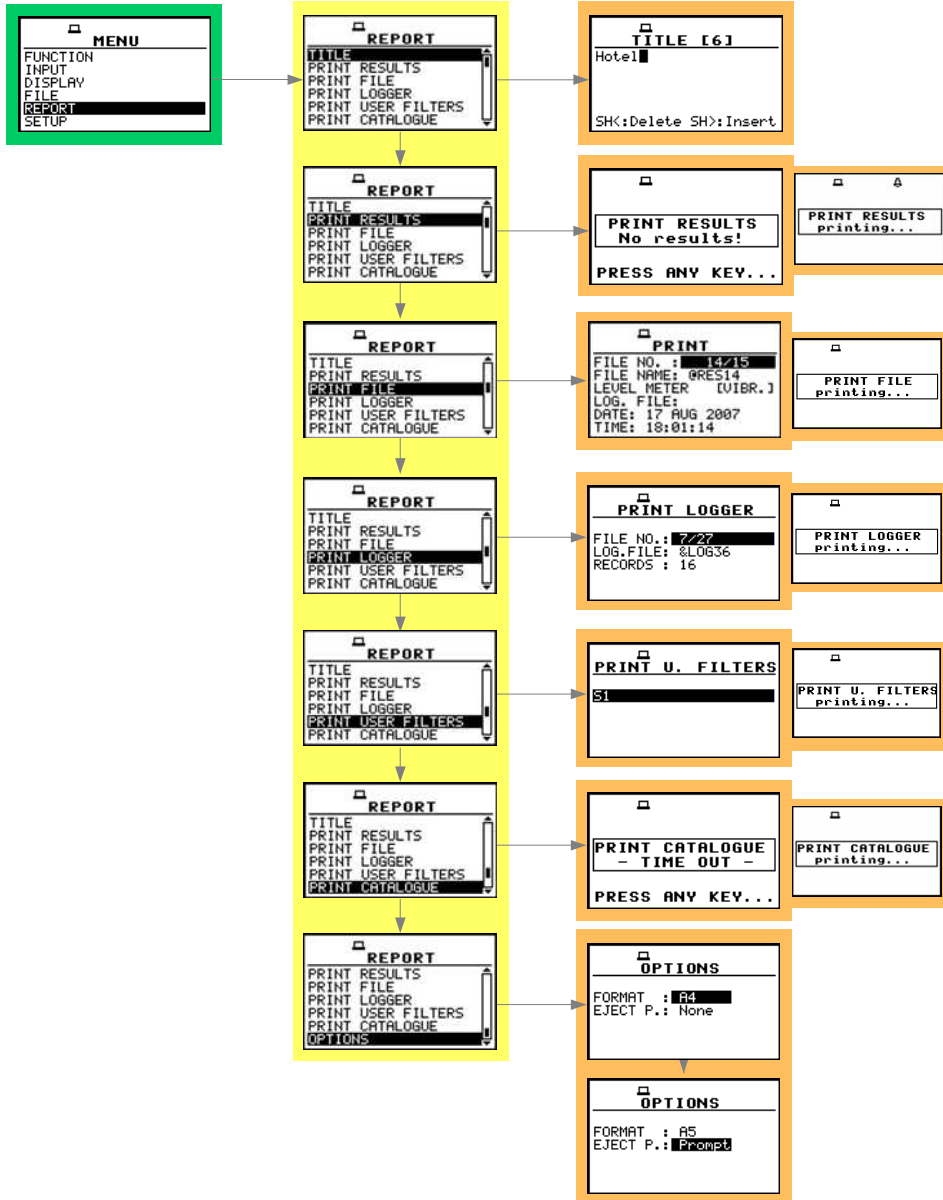 MENU
FUNCTION
INPUT
DISPLAY
FILE
REPORT
SETUP
REPORT
TITLE
PRINT RESULTS
PRINT FILE
PRINT LOGGER
PRINT USER FILTERS
PRINT CATALOGUE
TITLE [6]
Hotel
SH<:Delete SH>:Insert
REPORT
TITLE
PRINT RESULTS
PRINT FILE
PRINT LOGGER
PRINT USER FILTERS
PRINT CATALOGUE
PRINT RESULTS
No results!
PRESS ANY KEY...
PRINT RESULTS
printing...
REPORT
TITLE
PRINT RESULTS
PRINT FILE
PRINT LOGGER
PRINT USER FILTERS
PRINT CATALOGUE
PRINT
FILE NO. : 14/15
FILE NAME: @RES14
LEVEL METER [VIBR.]
LOG. FILE:
DATE: 17 AUG 2007
TIME: 18:01:14
PRINT FILE
printing...
REPORT
TITLE
PRINT RESULTS
PRINT FILE
PRINT LOGGER
PRINT USER FILTERS
PRINT CATALOGUE
PRINT LOGGER
FILE NO.: 7/27
LOG.FILE: &LOG36
RECORDS : 16
PRINT LOGGER
printing...
REPORT
TITLE
PRINT RESULTS
PRINT FILE
PRINT LOGGER
PRINT USER FILTERS
PRINT CATALOGUE
PRINT U. FILTERS
S1
PRINT U. FILTERS
printing...
REPORT
TITLE
PRINT RESULTS
PRINT FILE
PRINT LOGGER
PRINT USER FILTERS
PRINT CATALOGUE
PRINT CATALOGUE
- TIME OUT -
PRESS ANY KEY...
PRINT CATALOGUE
printing...
REPORT
PRINT RESULTS
PRINT FILE
PRINT LOGGER
PRINT USER FILTERS
PRINT CATALOGUE
OPTIONS
OPTIONS
FORMAT : A4
EJECT P.: None
OPTIONS
FORMAT : A5
EJECT P.: Prompt